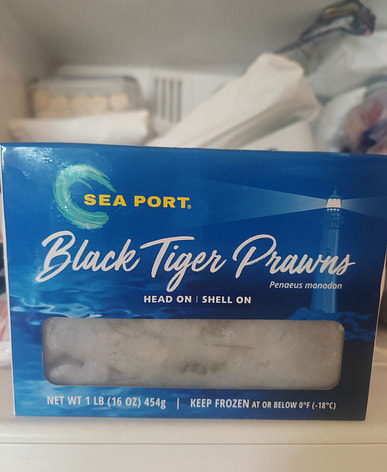 SEA PORT®
Black Tiger Prawns
Penaeus monodon
HEAD ON | SHELL ON
NET WT 1 LB (16 OZ) 454g | KEEP FROZEN AT OR BELOW 0°F (-18°C)